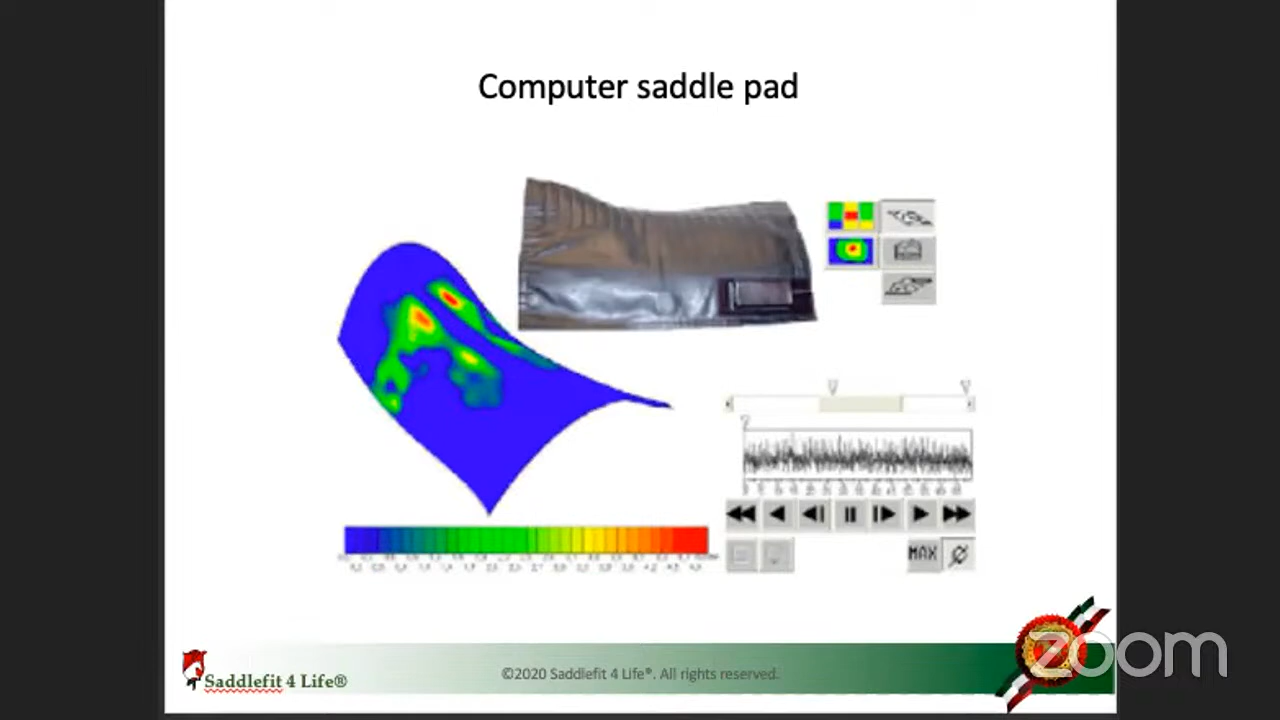 Computer saddle pad
MAX
Saddlefit 4 Life®
©2020 Saddlefit 4 Life®. All rights reserved.
zoom